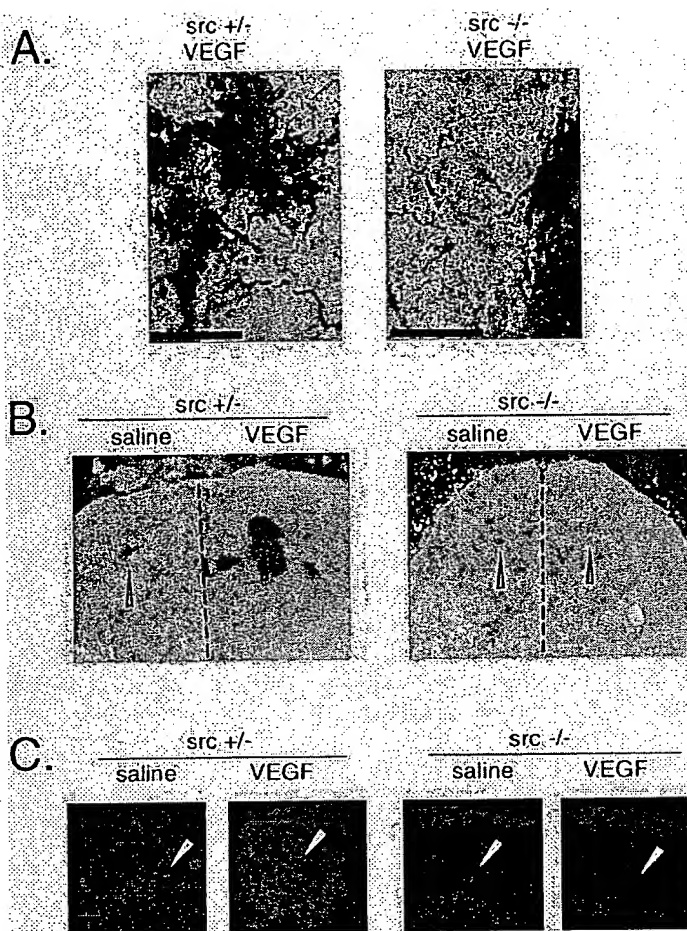 A.
src +/-
VEGF
src -/-
VEGF
B.
src +/-
src -/-
saline
VEGF
saline
VEGF
C.
src +/-
src -/-
saline
VEGF
saline
VEGF